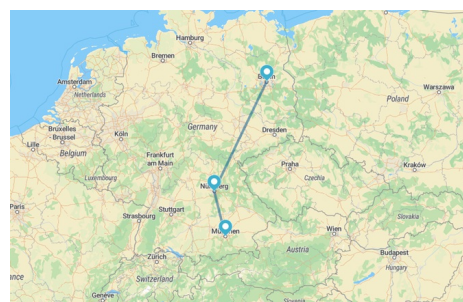 Hamburg
Bremen
Amsterdam
Netherlands
Warszawa
Poland
Bruxelles
Brussel
Lille
Belgium
Köln
Germany
Dresden
Frankfurt
am Main
Praha
Kraków
Luxembourg
Czechia
Nürnberg
Paris
Stuttgart
Strasbourg
Slovakia
München
Wien
Austria
Zürich
Budapest
Hungary
Switzerland
Genève